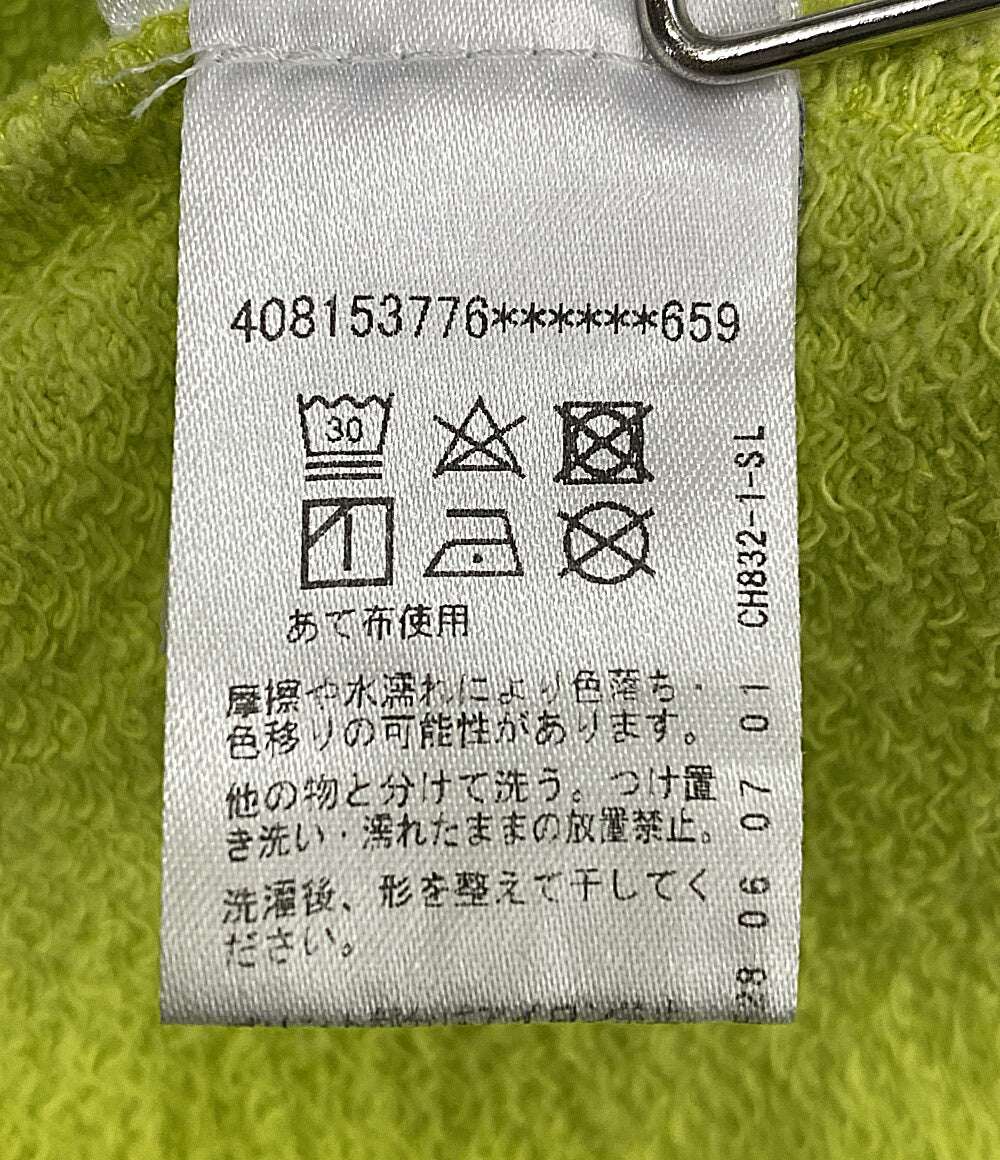 408153776******659
30
あて布使用
摩擦や水濡れにより色落ち・
色移りの可能性があります。
他の物と分けて洗う。つけ置
き洗い・濡れたままの放置禁止。
洗濯後、形を整えて干してく
ださい。
28 06 07 01 CH832-1-SL